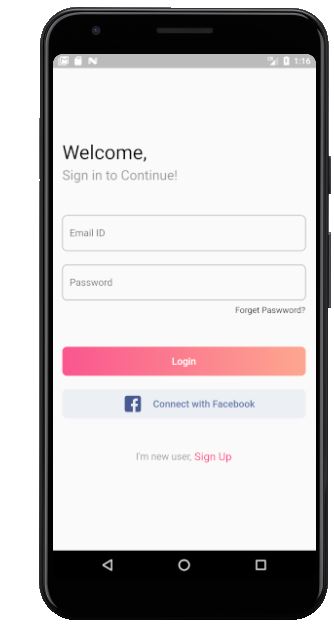 1:16
Welcome,
Sign in to Continue!
Email ID
Password
Forget Paswword?
Login
Connect with Facebook
I'm new user, Sign Up